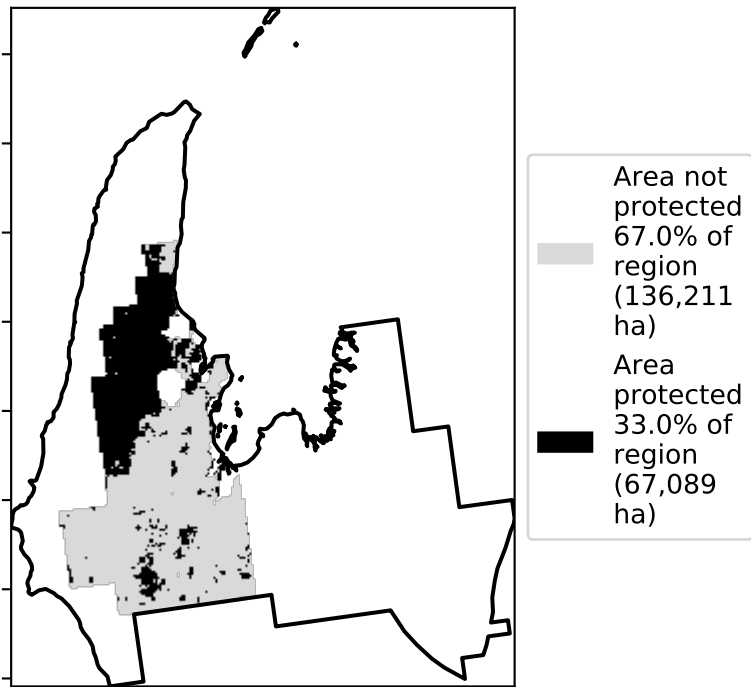 Area not
protected
67.0% of
region
(136,211
ha)
Area
protected
33.0% of
region
(67,089
ha)